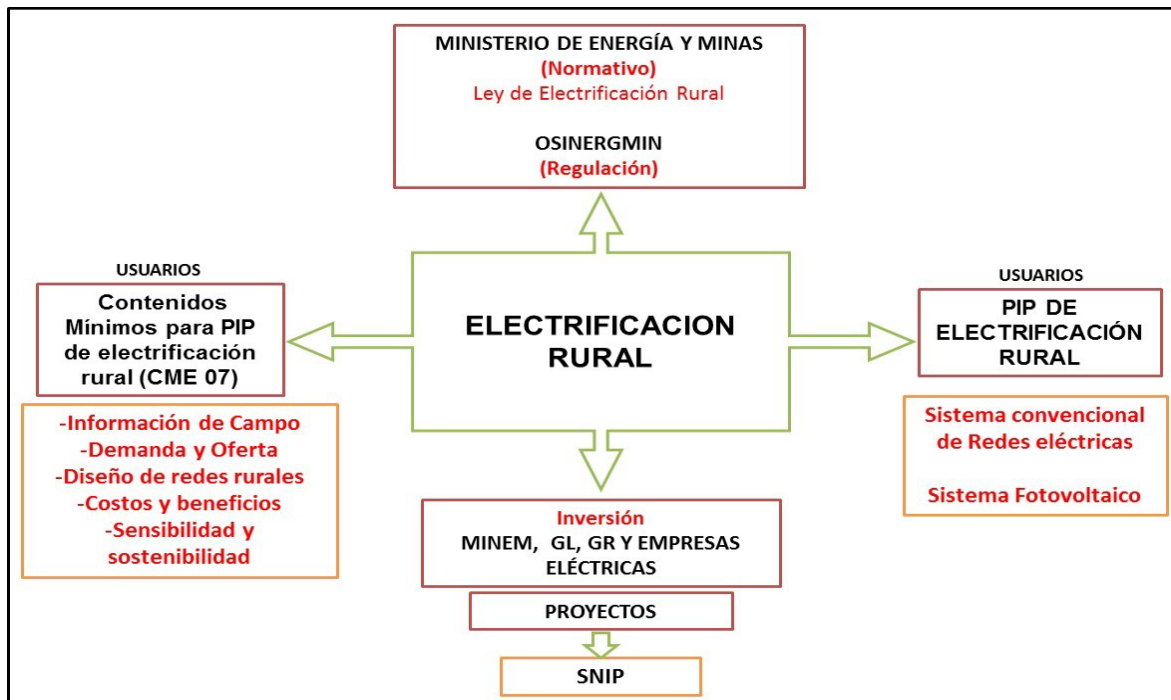 MINISTERIO DE ENERGÍA Y MINAS
(Normativo)
Ley de Electrificación Rural
OSINERGMIN
(Regulación)
USUARIOS
Contenidos
Mínimos para PIP
de electrificación
rural (CME 07)
-Información de Campo
-Demanda y Oferta
-Diseño de redes rurales
-Costos y beneficios
-Sensibilidad y
sostenibilidad
ELECTRIFICACION
RURAL
USUARIOS
PIP DE
ELECTRIFICACIÓN
RURAL
Sistema convencional
de Redes eléctricas
Sistema Fotovoltaico
Inversión
MINEM, GL, GR Y EMPRESAS
ELÉCTRICAS
PROYECTOS
SNIP